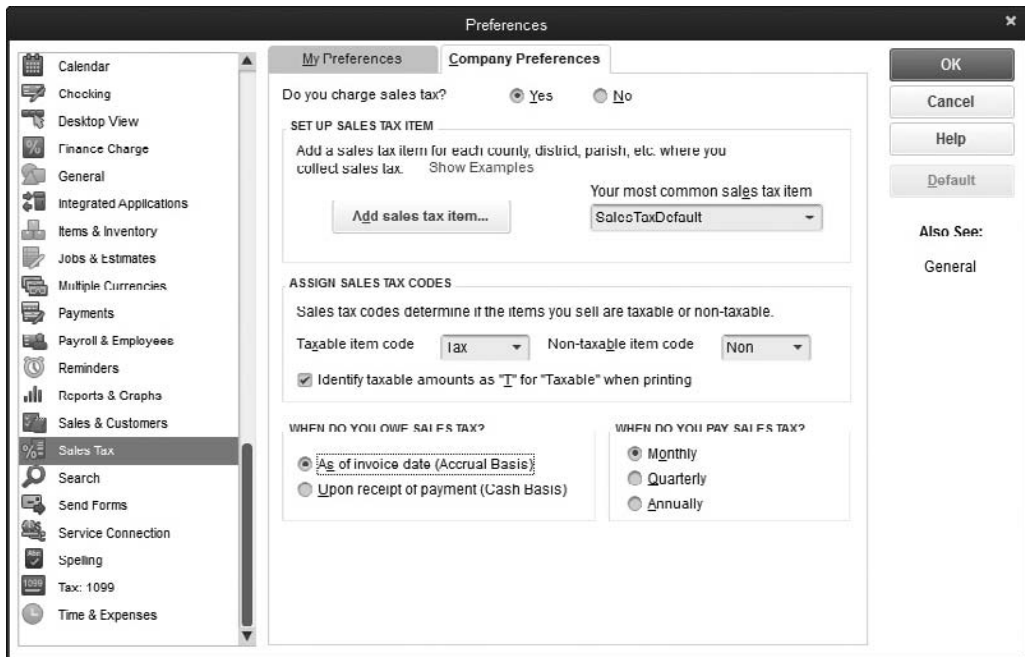 Preferences
Calendar
Checking
Desktop View
Finance Charge
General
Integrated Applications
Items & Inventory
Jobs & Estimates
Multiple Currencies
Payments
Payroll & Employees
Reminders
Reports & Graphs
Sales & Customers
Sales Tax
Search
Send Forms
Service Connection
Spelling
Tax: 1099
Time & Expenses
My Preferences
Company Preferences
Do you charge sales tax? Yes No
SET UP SALES TAX ITEM
Add a sales tax item for each county, district, parish, etc. where you
collect sales tax. Show Examples
Your most common sales tax item
Add sales tax item...
SalesTaxDefault
ASSIGN SALES TAX CODES
Sales tax codes determine if the items you sell are taxable or non-taxable.
Taxable item code Tax Non-taxable item code Non
Identify taxable amounts as "T" for "Taxable" when printing
WHEN DO YOU OWE SALES TAX?
As of invoice date (Accrual Basis)
Upon receipt of payment (Cash Basis)
WHEN DO YOU PAY SALES TAX?
Monthly
Quarterly
Annually
OK
Cancel
Help
Default
Also See:
General